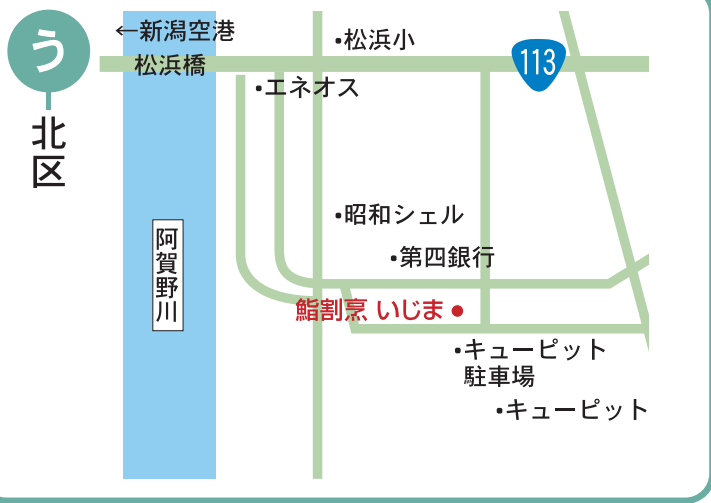 う
北区
←新潟空港
松浜橋
・松浜小
113
・エネオス
阿賀野川
・昭和シェル
・第四銀行
鮨割烹 いじま●
・キューピット
駐車場
・キューピット